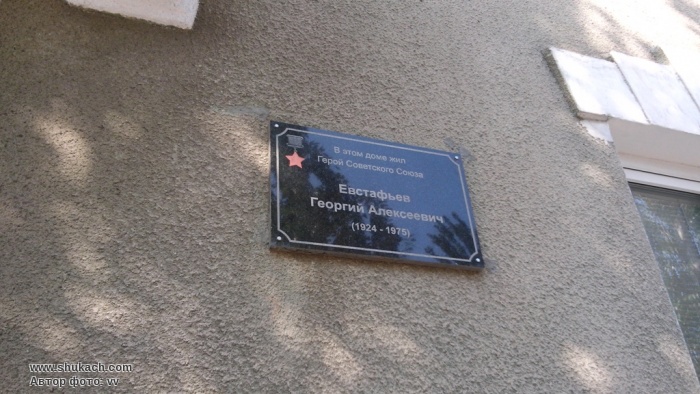 В этом доме жил
Герой Советского Союза
Евстафьев
Георгий Алексеевич
(1924 - 1975)
www.shukach.com
Автор фото: vv